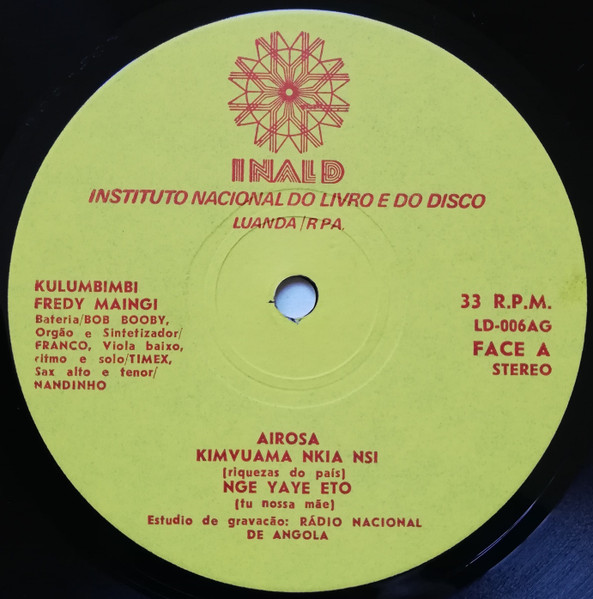 INALD
INSTITUTO NACIONAL DO LIVRO E DO DISCO
LUANDA/RPA.
KULUMBIMBI
FREDY MAINGI
Bateria/BOB BOOBY,
Orgão e Sintetizador/
FRANCO, Viola baixo,
ritmo e solo/TIMEX,
Sax alto e tenor/
NANDINHO
33 R.P.M.
LD-006AG
FACE A
STEREO
AIROSA
KIMVUAMA NKIA NSI
(riquezas do país)
NGE YAYE ETO
(tu nossa mãe)
Estudio de gravacão: RÁDIO NACIONAL
DE ANGOLA